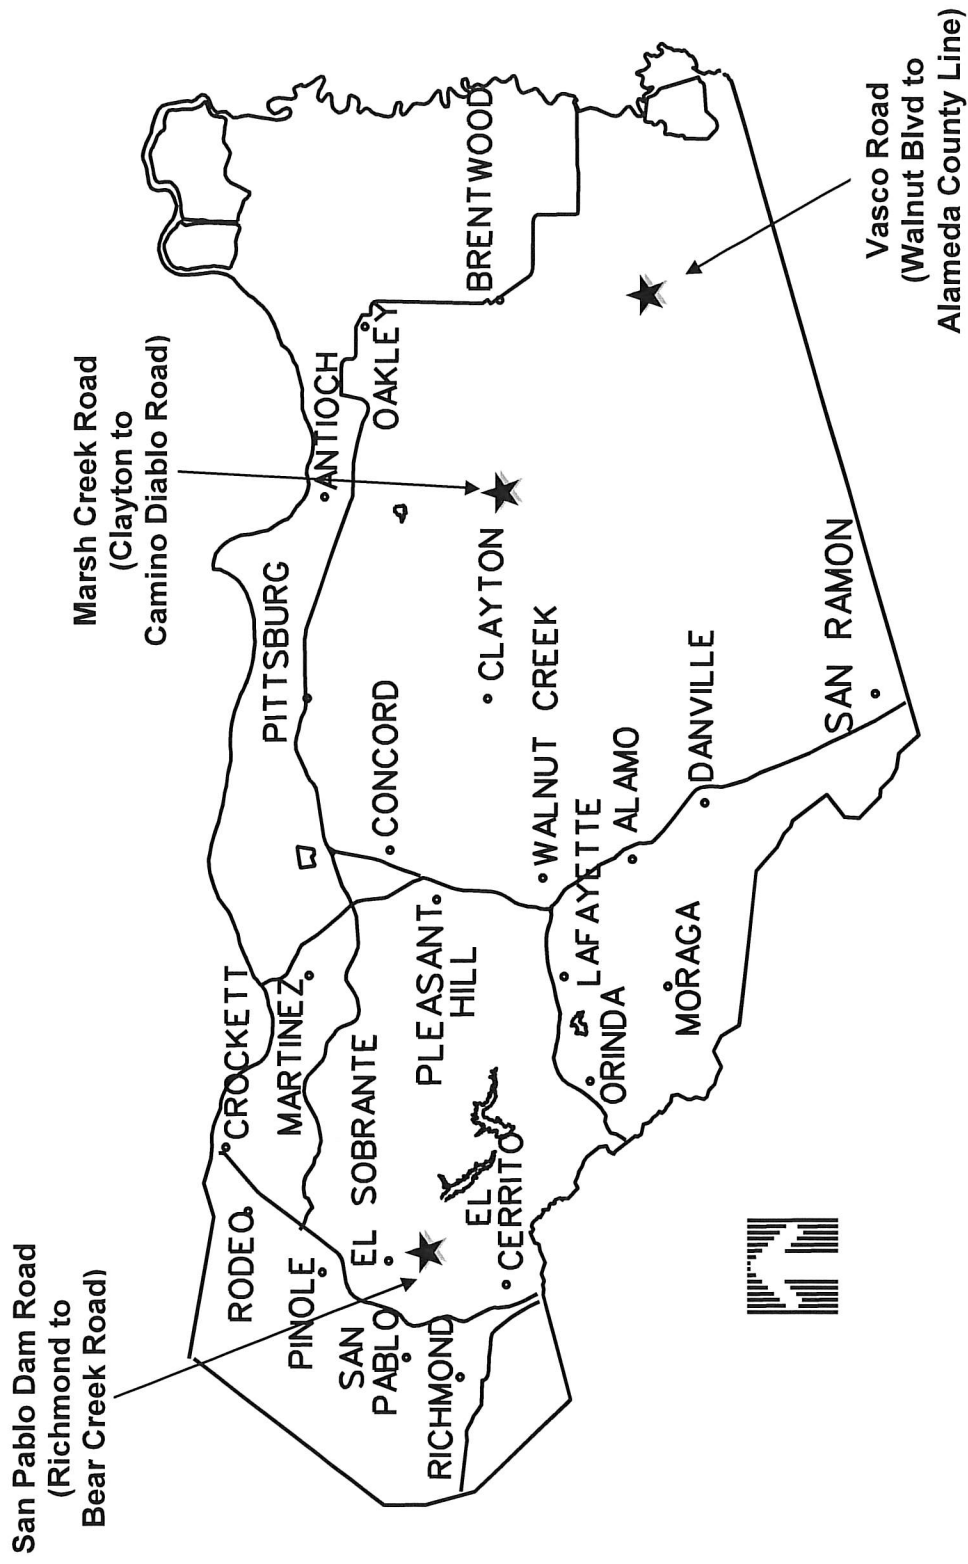 San Pablo Dam Road
(Richmond to
Bear Creek Road)
Marsh Creek Road
(Clayton to
Camino Diablo Road)
CROCKETT
RODEO
MARTINEZ
PITTSBURG
ANTIOCH
PINOLE
EL SOBRANTE
CONCORD
OAKLEY
SAN
PABLO
PLEASANT
HILL
RICHMOND
EL
CERRITO
CLAYTON
BRENTWOOD
WALNUT CREEK
LAFAYETTE
ORINDA
ALAMO
MORAGA
DANVILLE
SAN RAMON
Vasco Road
(Walnut Blvd to
Alameda County Line)